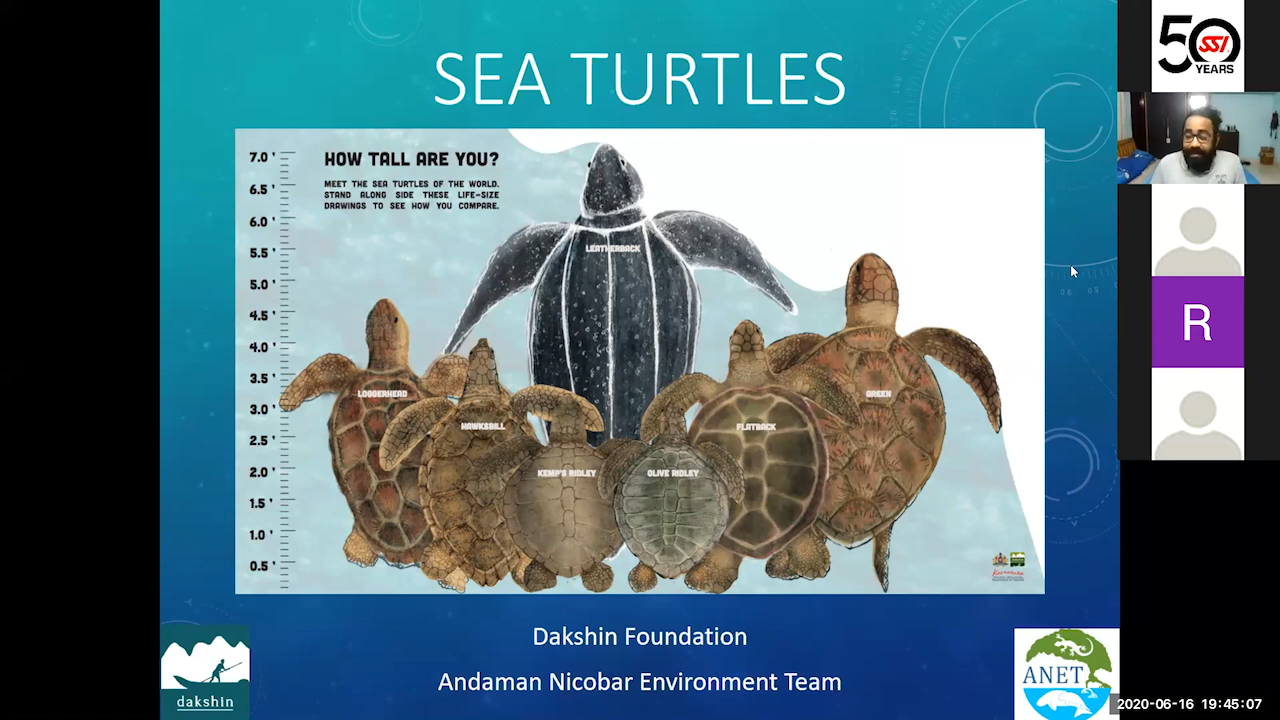 SEA TURTLES
HOW TALL ARE YOU?
MEET THE SEA TURTLES OF THE WORLD.
STAND ALONG SIDE THESE LIFE-SIZE
DRAWINGS TO SEE HOW YOU COMPARE.
7.0 '
6.5 '
6.0 '
5.5 '
5.0 '
4.5 '
4.0 '
3.5 '
3.0 '
2.5 '
2.0 '
1.5 '
1.0 '
0.5 '
LEATHERBACK
LOGGERHEAD
HAWKSBILL
KEMP'S RIDLEY
OLIVE RIDLEY
FLATBACK
GREEN
Dakshin Foundation
Andaman Nicobar Environment Team
dakshin
ANET
50
SSI
YEARS
R
2020-06-16 19:45:07